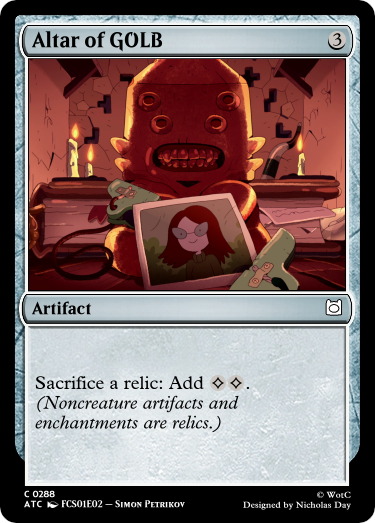 Altar of GOLB 3
Artifact
Sacrifice a relic: Add ◇◇.
(Noncreature artifacts and
enchantments are relics.)
C 0288
ATC FCS01E02 – Simon Petrikov
© WotC
Designed by Nicholas Day